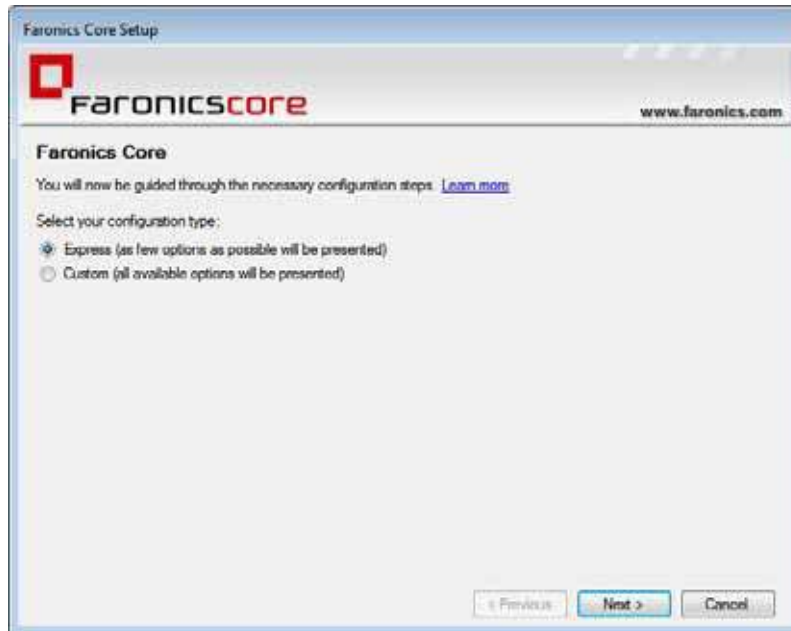 Faronics Core Setup
Faronicscore
www.faronics.com
Faronics Core
You will now be guided through the necessary configuration steps. Learn more
Select your configuration type:
Express (as few options as possible will be presented)
Custom (all available options will be presented)
< Previous
Next >
Cancel